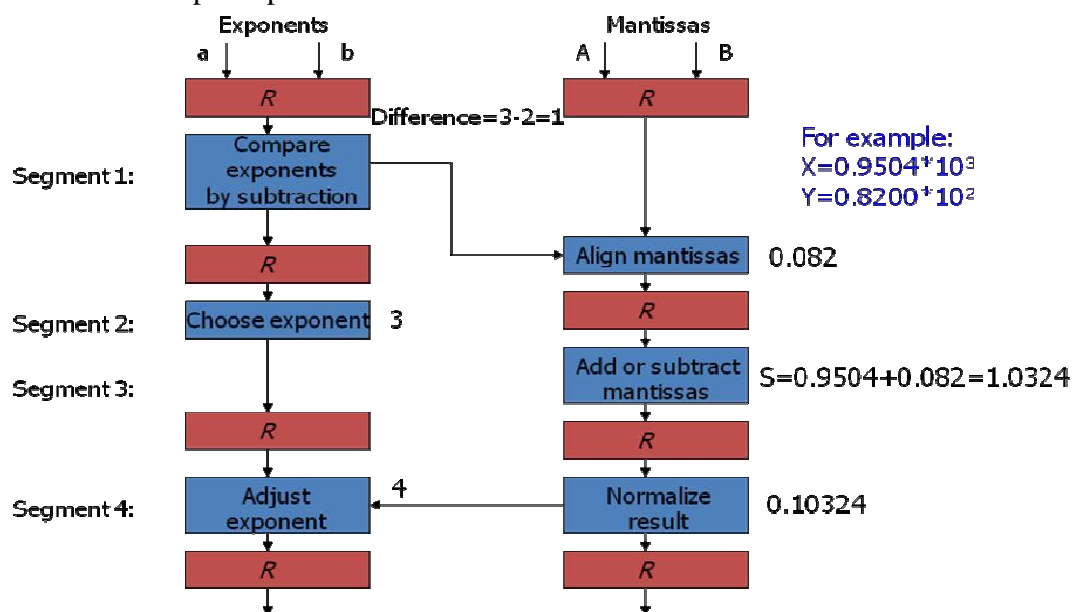 Exponents
Mantissas
a
b
A
B
R
R
Difference=3-2=1
For example:
X=0.9504*10³
Y=0.8200*10²
Segment 1:
Compare
exponents
by subtraction
R
Align mantissas
0.082
R
Segment 2:
Choose exponent
3
Segment 3:
Add or subtract
mantissas
S=0.9504+0.082=1.0324
R
R
Segment 4:
Adjust
exponent
4
Normalize
result
0.10324
R
R